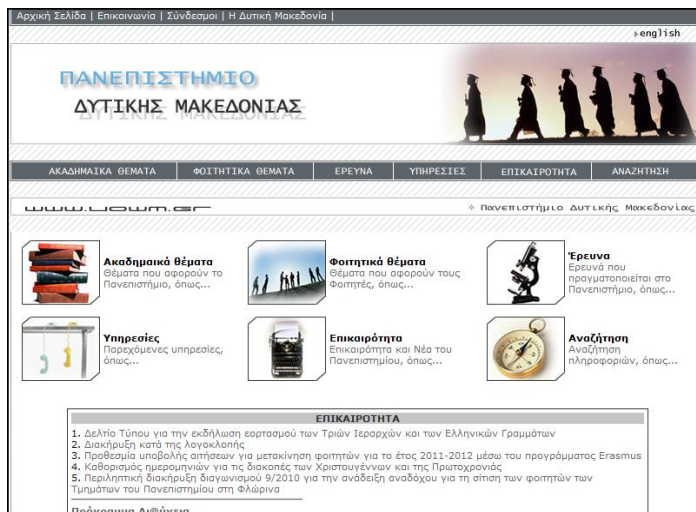 Αρχική Σελίδα | Επικοινωνία | Σύνδεσμοι | Η Δυτική Μακεδονία |
english
ΠΑΝΕΠΙΣΤΗΜΙΟ
ΔΥΤΙΚΗΣ ΜΑΚΕΔΟΝΙΑΣ
ΑΚΑΔΗΜΑΙΚΑ ΘΕΜΑΤΑ ΦΟΙΤΗΤΙΚΑ ΘΕΜΑΤΑ ΕΡΕΥΝΑ ΥΠΗΡΕΣΙΕΣ ΕΠΙΚΑΙΡΟΤΗΤΑ ΑΝΑΖΗΤΗΣΗ
www.uowm.gr Πανεπιστήμιο Δυτικής Μακεδονίας
Ακαδημαικά θέματα
Θέματα που αφορούν το
Πανεπιστήμιο, όπως...
Φοιτητικά θέματα
Θέματα που αφορούν τους
Φοιτητές, όπως...
Έρευνα
Ερευνά που
πραγματοποιείται στο
Πανεπιστήμιο, όπως...
Υπηρεσίες
Παρεχόμενες υπηρεσίες,
όπως...
Επικαιρότητα
Επικαιρότητα και Νέα του
Πανεπιστημίου, όπως...
Αναζήτηση
Αναζήτηση
πληροφοριών, όπως...
ΕΠΙΚΑΙΡΟΤΗΤΑ
1. Δελτίο Τύπου για την εκδήλωση εορτασμού των Τριών Ιεραρχών και των Ελληνικών Γραμμάτων
2. Διακήρυξη κατά της λογοκλοπής
3. Προθεσμία υποβολής αιτήσεων για μετακίνηση φοιτητών για το έτος 2011-2012 μέσω του προγράμματος Erasmus
4. Καθορισμός ημερομηνιών για τις διακοπές των Χριστουγέννων και της Πρωτοχρονιάς
5. Περιληπτική διακήρυξη διαγωνισμού 9/2010 για την ανάδειξη αναδόχου για τη σίτιση των φοιτητών των
Τμημάτων του Πανεπιστημίου στη Φλώρινα
Πρόγραμμα Δι@ύγεια